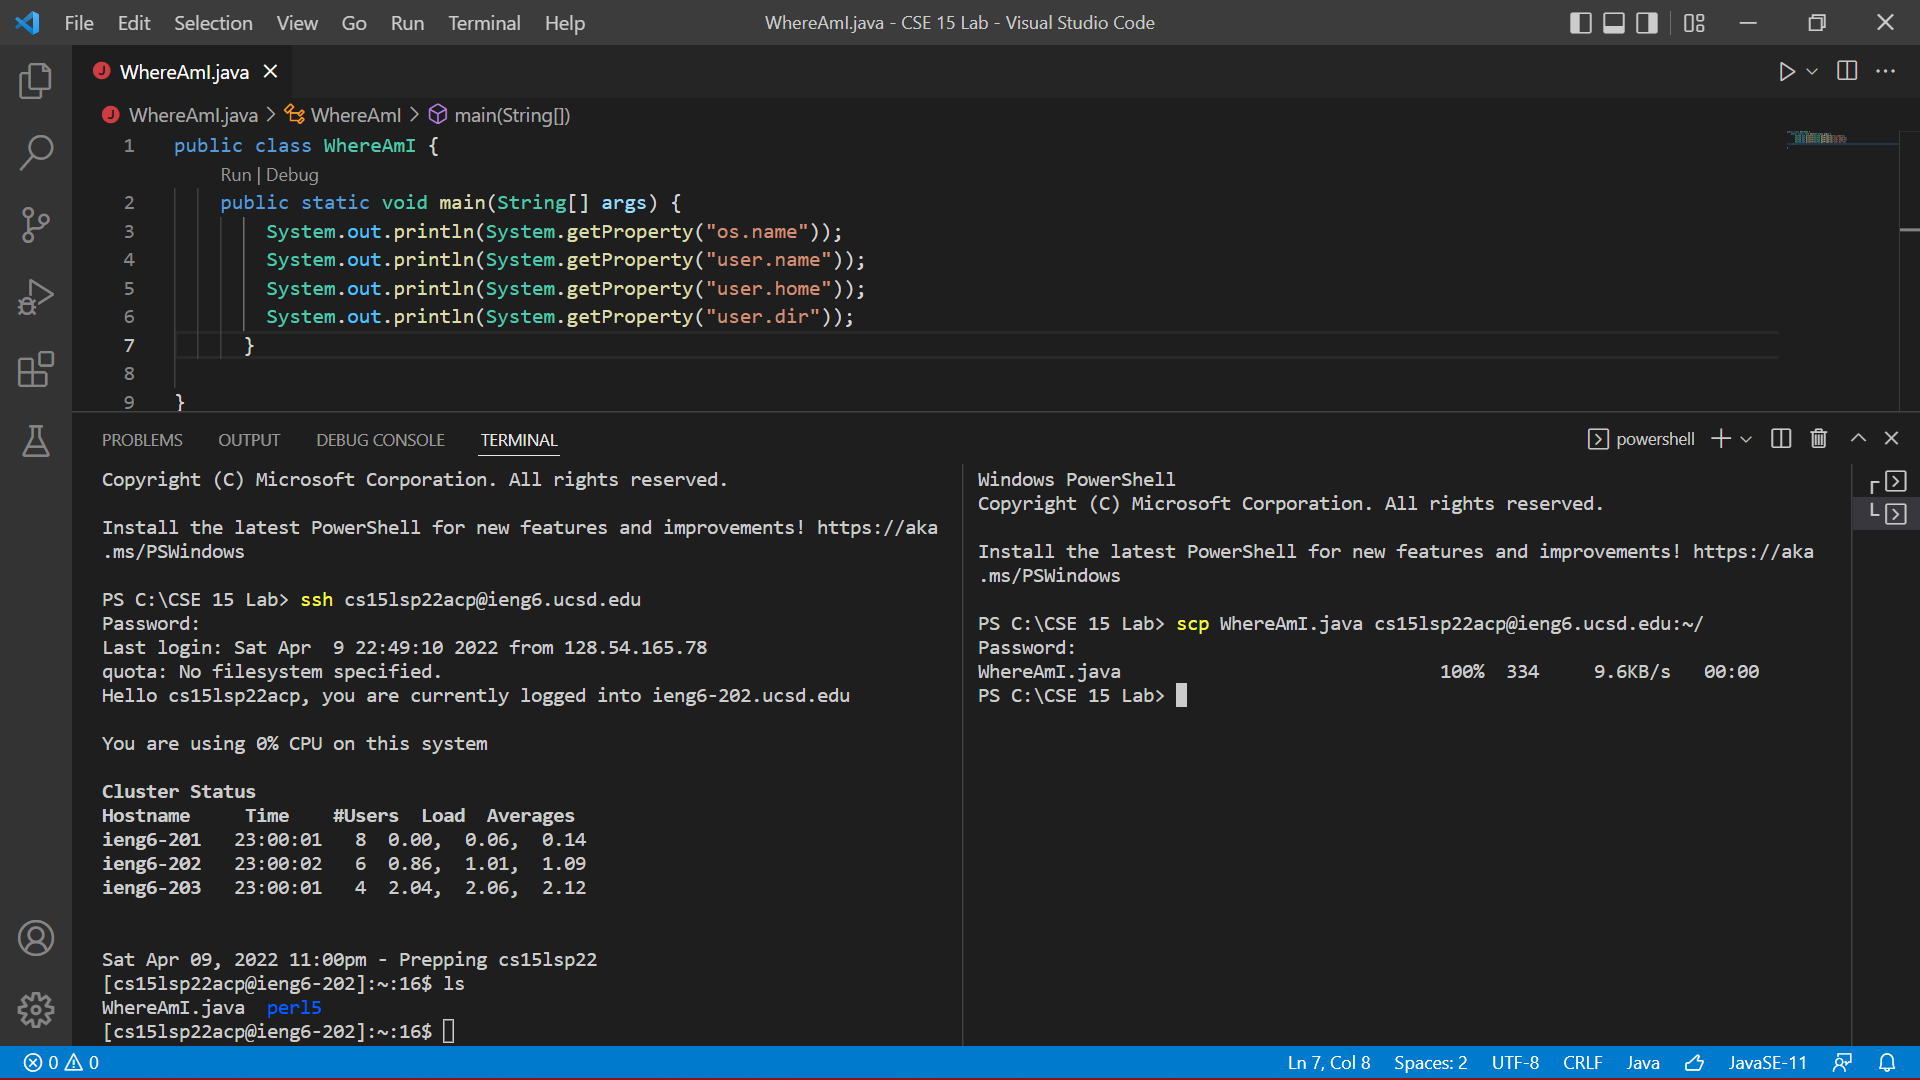 File Edit Selection View Go Run Terminal Help WhereAmI.java - CSE 15 Lab - Visual Studio Code
WhereAmI.java
WhereAmI.java > WhereAmI > main(String[])
1 public class WhereAmI {
Run | Debug
2 public static void main(String[] args) {
3 System.out.println(System.getProperty("os.name"));
4 System.out.println(System.getProperty("user.name"));
5 System.out.println(System.getProperty("user.home"));
6 System.out.println(System.getProperty("user.dir"));
7 }
8
9 }
PROBLEMS OUTPUT DEBUG CONSOLE TERMINAL powershell
Copyright (C) Microsoft Corporation. All rights reserved.
Install the latest PowerShell for new features and improvements! https://aka
.ms/PSWindows
PS C:\CSE 15 Lab> ssh cs15lsp22acp@ieng6.ucsd.edu
Password:
Last login: Sat Apr  9 22:49:10 2022 from 128.54.165.78
quota: No filesystem specified.
Hello cs15lsp22acp, you are currently logged into ieng6-202.ucsd.edu
You are using 0% CPU on this system
Cluster Status
Hostname Time #Users Load Averages
ieng6-201 23:00:01 8 0.00, 0.06, 0.14
ieng6-202 23:00:02 6 0.86, 1.01, 1.09
ieng6-203 23:00:01 4 2.04, 2.06, 2.12
Sat Apr 09, 2022 11:00pm - Prepping cs15lsp22
[cs15lsp22acp@ieng6-202]:~:16$ ls
WhereAmI.java perl5
[cs15lsp22acp@ieng6-202]:~:16$
Windows PowerShell
Copyright (C) Microsoft Corporation. All rights reserved.
Install the latest PowerShell for new features and improvements! https://aka
.ms/PSWindows
PS C:\CSE 15 Lab> scp WhereAmI.java cs15lsp22acp@ieng6.ucsd.edu:~/
Password:
WhereAmI.java 100% 334 9.6KB/s 00:00
PS C:\CSE 15 Lab>
0 0 Ln 7, Col 8 Spaces: 2 UTF-8 CRLF Java JavaSE-11